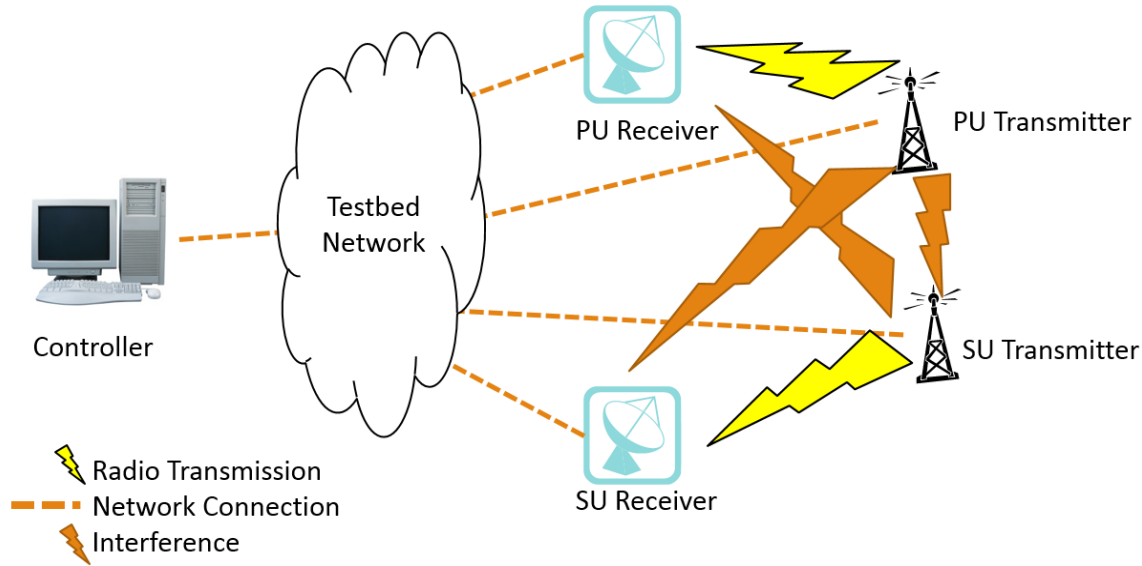 PU Receiver
PU Transmitter
Testbed
Network
Controller
SU Transmitter
SU Receiver
Radio Transmission
Network Connection
Interference